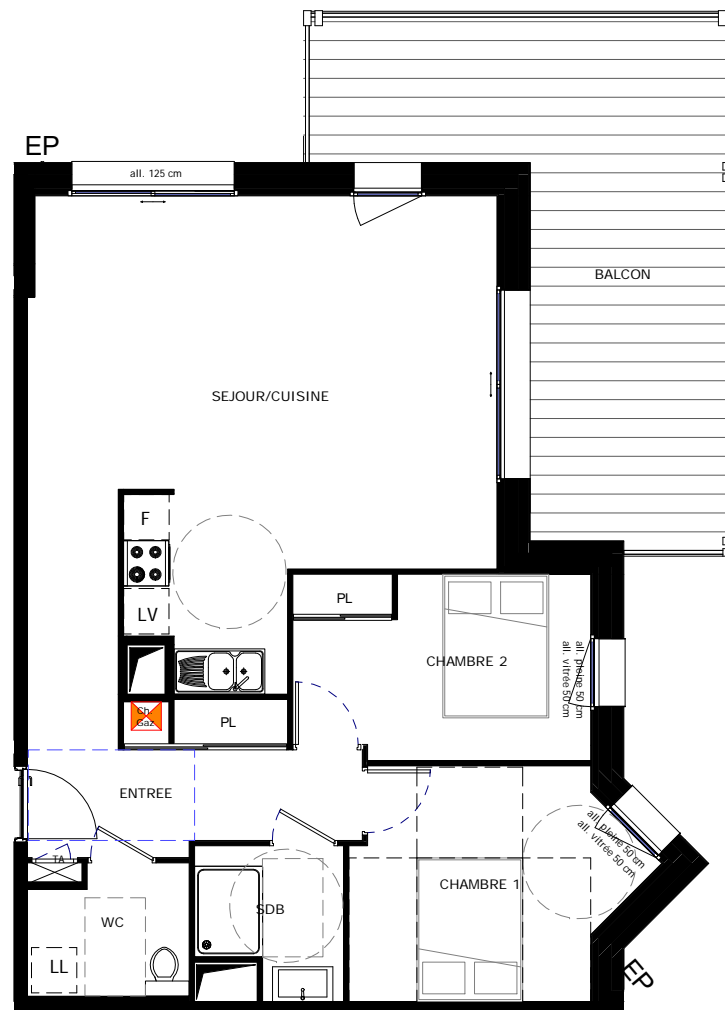 EP
all. 125 cm
BALCON
SEJOUR/CUISINE
F
LV
PL
CHAMBRE 2
all. pleine 50 cm
all. vitrée 50 cm
Ch.
Gaz
PL
ENTREE
all. pleine 50 cm
all. vitrée 50 cm
TA
CHAMBRE 1
SDB
WC
LL
EP